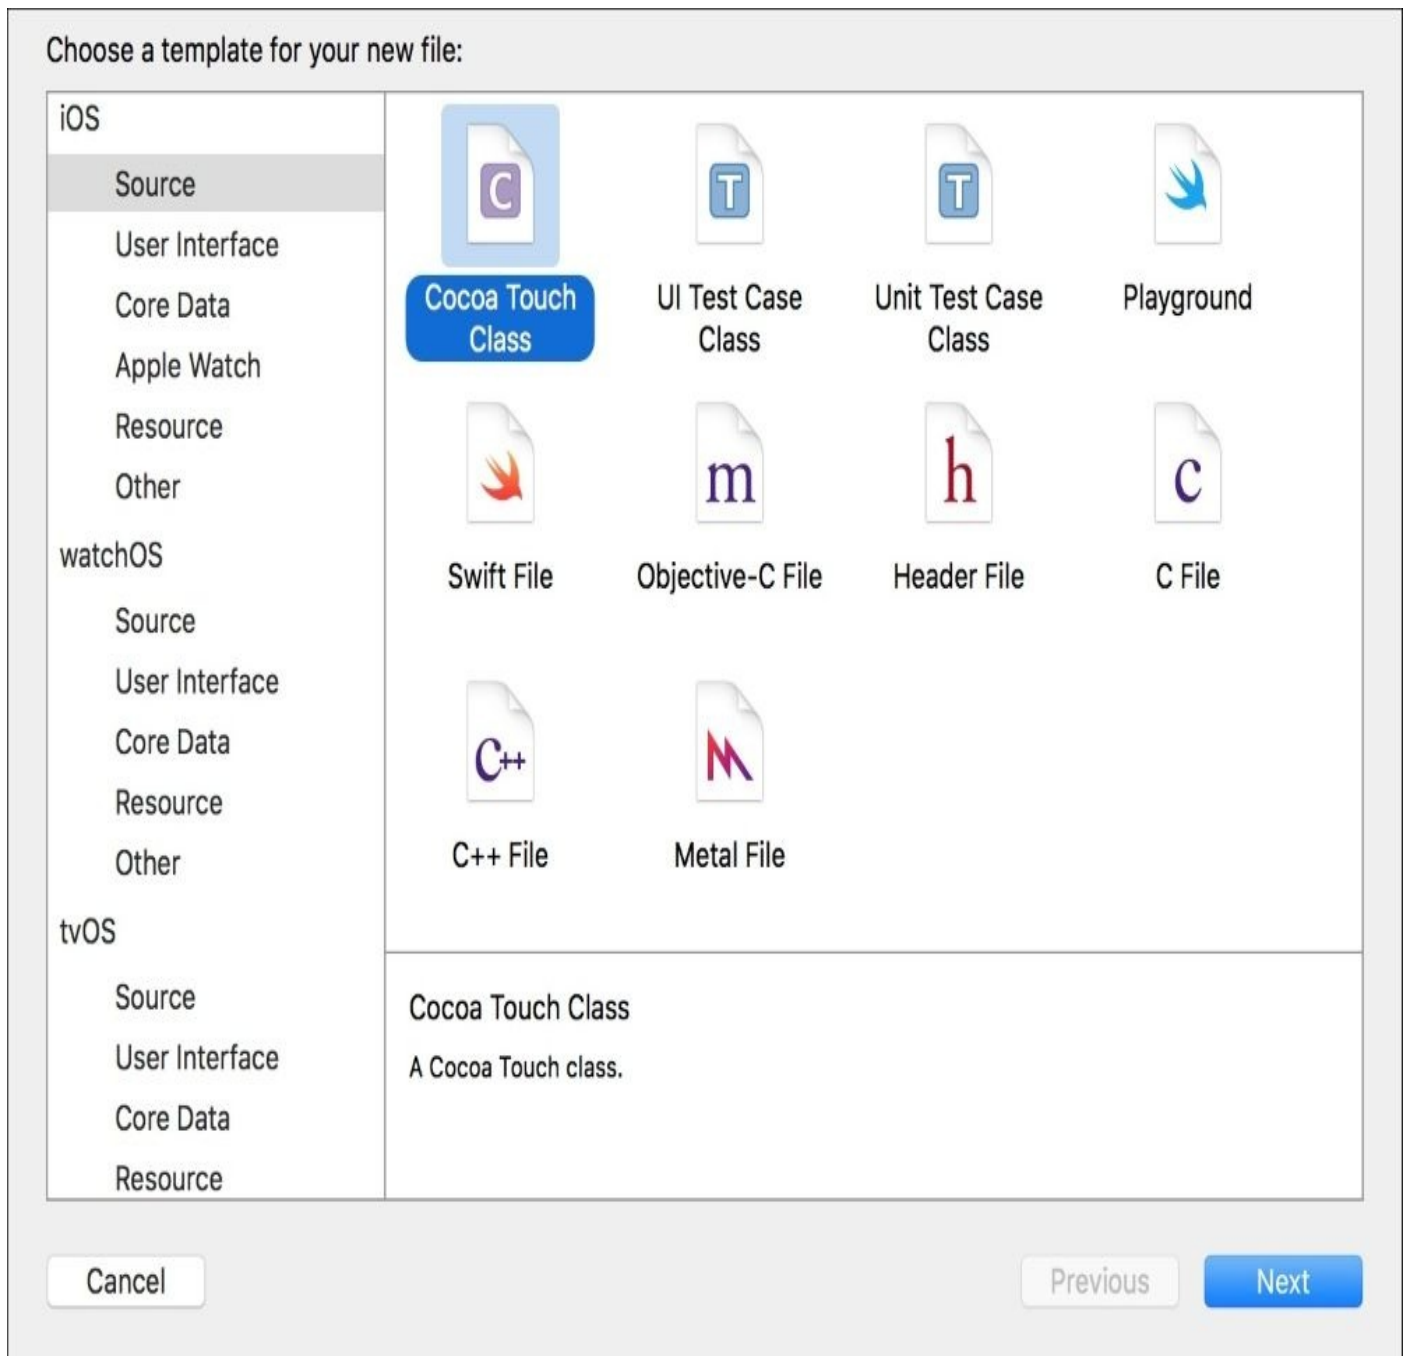 Choose a template for your new file:
iOS
Source
User Interface
Core Data
Apple Watch
Resource
Other
watchOS
Source
User Interface
Core Data
Resource
Other
tvOS
Source
User Interface
Core Data
Resource
C
T
T
Cocoa Touch
Class
UI Test Case
Class
Unit Test Case
Class
Playground
m
h
c
Swift File
Objective-C File
Header File
C File
C++
C++ File
Metal File
Cocoa Touch Class
A Cocoa Touch class.
Cancel
Previous
Next